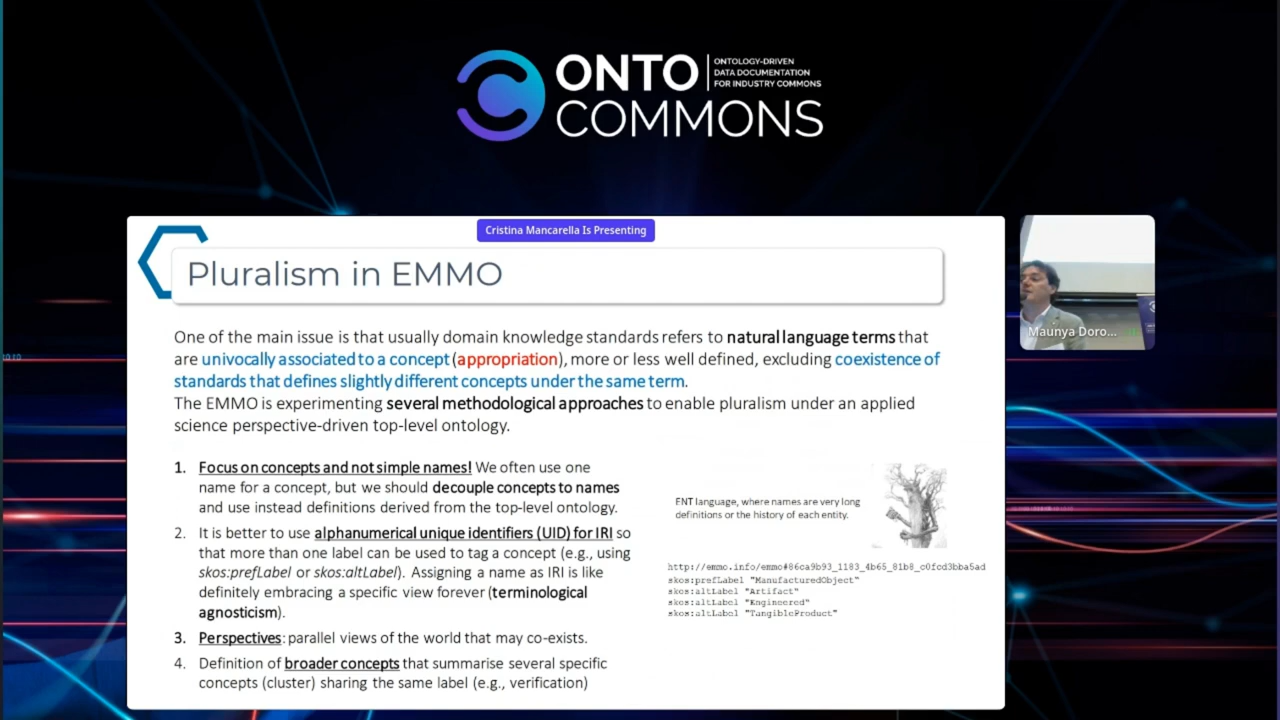 ONTO
COMMONS
ONTOLOGY-DRIVEN
DATA DOCUMENTATION
FOR INDUSTRY COMMONS
Cristina Mancarella Is Presenting
Pluralism in EMMO
One of the main issue is that usually domain knowledge standards refers to natural language terms that
are univocally associated to a concept (appropriation), more or less well defined, excluding coexistence of
standards that defines slightly different concepts under the same term.
The EMMO is experimenting several methodological approaches to enable pluralism under an applied
science perspective-driven top-level ontology.
1. Focus on concepts and not simple names! We often use one
name for a concept, but we should decouple concepts to names
and use instead definitions derived from the top-level ontology.
2. It is better to use alphanumerical unique identifiers (UID) for IRI so
that more than one label can be used to tag a concept (e.g., using
skos:prefLabel or skos:altLabel). Assigning a name as IRI is like
definitely embracing a specific view forever (terminological
agnosticism).
3. Perspectives: parallel views of the world that may co-exists.
4. Definition of broader concepts that summarise several specific
concepts (cluster) sharing the same label (e.g., verification)
ENT language, where names are very long
definitions or the history of each entity.
http://emmo.info/emmo#86ca9b93_1183_4b65_81b8_c0fcd3bba5ad
skos:prefLabel "ManufacturedObject"
skos:altLabel "Artifact"
skos:altLabel "Engineered"
skos:altLabel "TangibleProduct"
Maunya Doro...